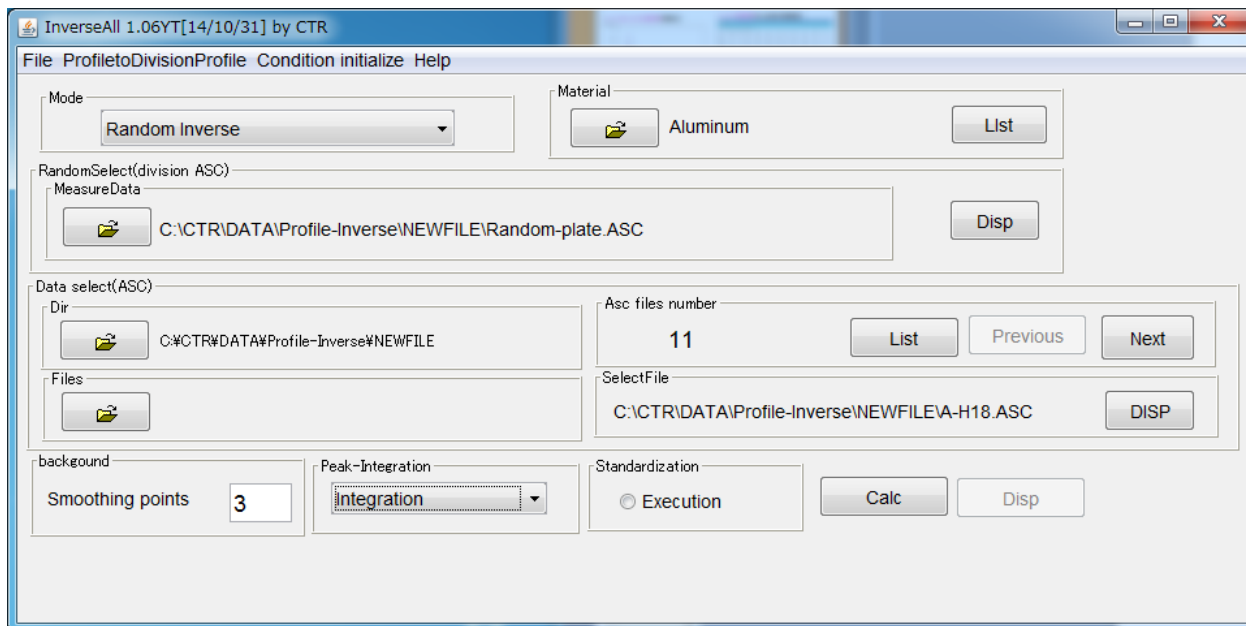 InverseAll 1.06YT[14/10/31] by CTR
File ProfiletoDivisionProfile Condition initialize Help
Mode
Random Inverse
Material
Aluminum
LIst
RandomSelect(division ASC)
MeasureData
C:\CTR\DATA\Profile-Inverse\NEWFILE\Random-plate.ASC
Disp
Data select(ASC)
Dir
C:¥CTR¥DATA¥Profile-Inverse¥NEWFILE
Asc files number
11
List
Previous
Next
Files
SelectFile
C:\CTR\DATA\Profile-Inverse\NEWFILE\A-H18.ASC
DISP
backgound
Smoothing points
3
Peak-Integration
Integration
Standardization
Execution
Calc
Disp